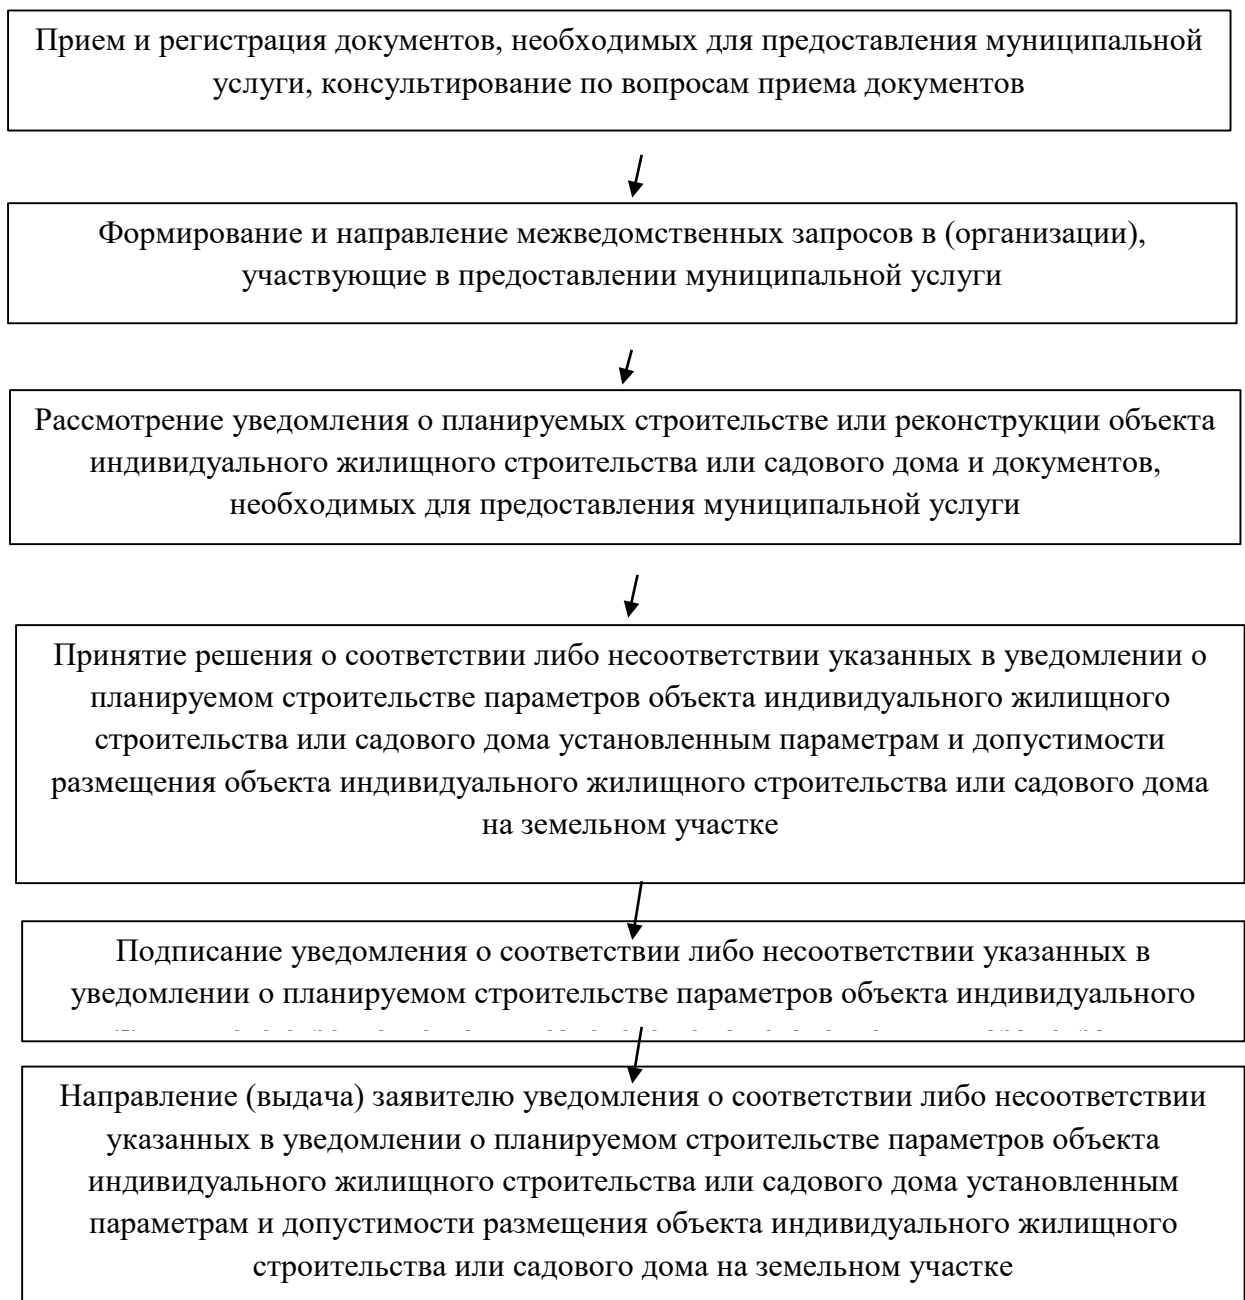 Прием и регистрация документов, необходимых для предоставления муниципальной
услуги, консультирование по вопросам приема документов
Формирование и направление межведомственных запросов в (организации),
участвующие в предоставлении муниципальной услуги
Рассмотрение уведомления о планируемых строительстве или реконструкции объекта
индивидуального жилищного строительства или садового дома и документов,
необходимых для предоставления муниципальной услуги
Принятие решения о соответствии либо несоответствии указанных в уведомлении о
планируемом строительстве параметров объекта индивидуального жилищного
строительства или садового дома установленным параметрам и допустимости
размещения объекта индивидуального жилищного строительства или садового дома
на земельном участке
Подписание уведомления о соответствии либо несоответствии указанных в
уведомлении о планируемом строительстве параметров объекта индивидуального
Направление (выдача) заявителю уведомления о соответствии либо несоответствии
указанных в уведомлении о планируемом строительстве параметров объекта
индивидуального жилищного строительства или садового дома установленным
параметрам и допустимости размещения объекта индивидуального жилищного
строительства или садового дома на земельном участке